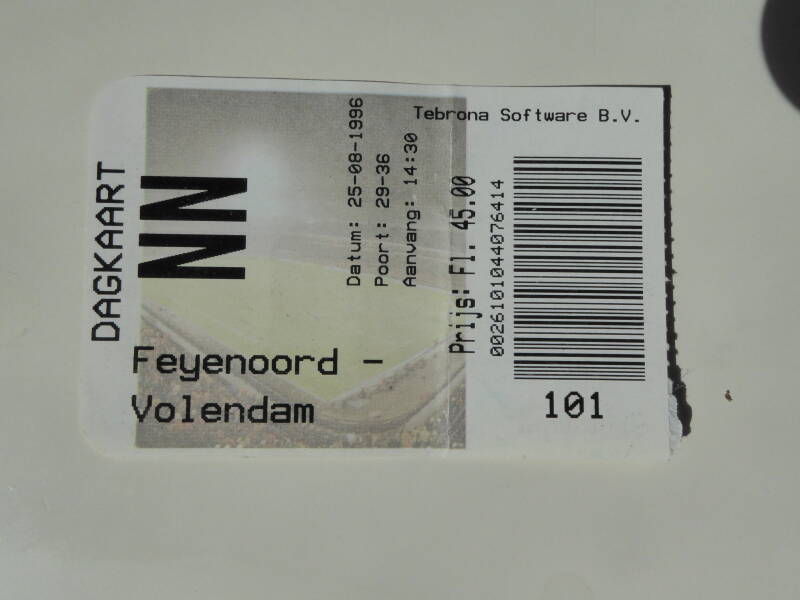 Tebrona Software B.V.
DAGKAART
NN
Datum: 25-08-1996
Poort: 29-36
Aanvang: 14:30
Prijs: Fl. 45.00
0026101044076414
Feyenoord -
Volendam
101